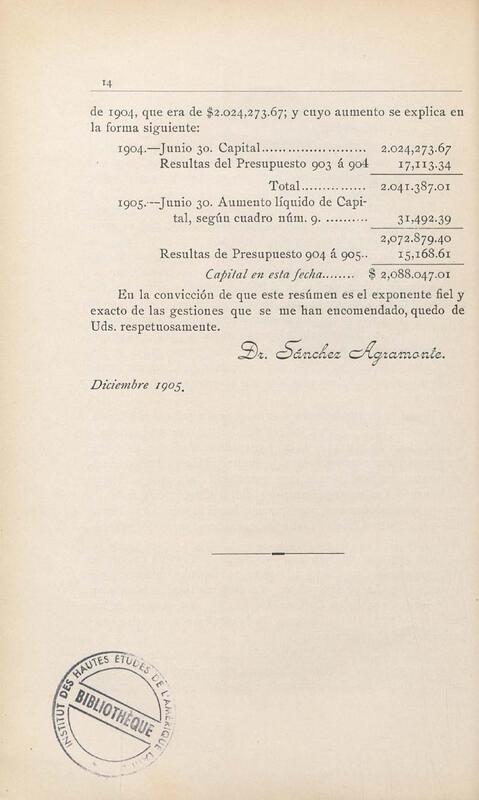 14
de 1904, que era de $2.024,273.67; y cuyo aumento se explica en
la forma siguiente:
1904.—Junio 30. Capital........................ 2.024,273.67
Resultas del Presupuesto 903 á 904 17,113.34
Total............... 2.041.387.01
1905.—Junio 30. Aumento líquido de Capi-
tal, según cuadro núm. 9. .......... 31,492.39
2,072.879.40
Resultas de Presupuesto 904 á 905.. 15,168.61
Capital en esta fecha........ $ 2,088.047.01
En la convicción de que este resúmen es el exponente fiel y
exacto de las gestiones que se me han encomendado, quedo de
Uds. respetuosamente.
Dr. Sánchez Agramonte.
Diciembre 1905.
INSTITUT DES HAUTES ÉTUDES DE L'AMÉRIQUE
BIBLIOTHÈQUE